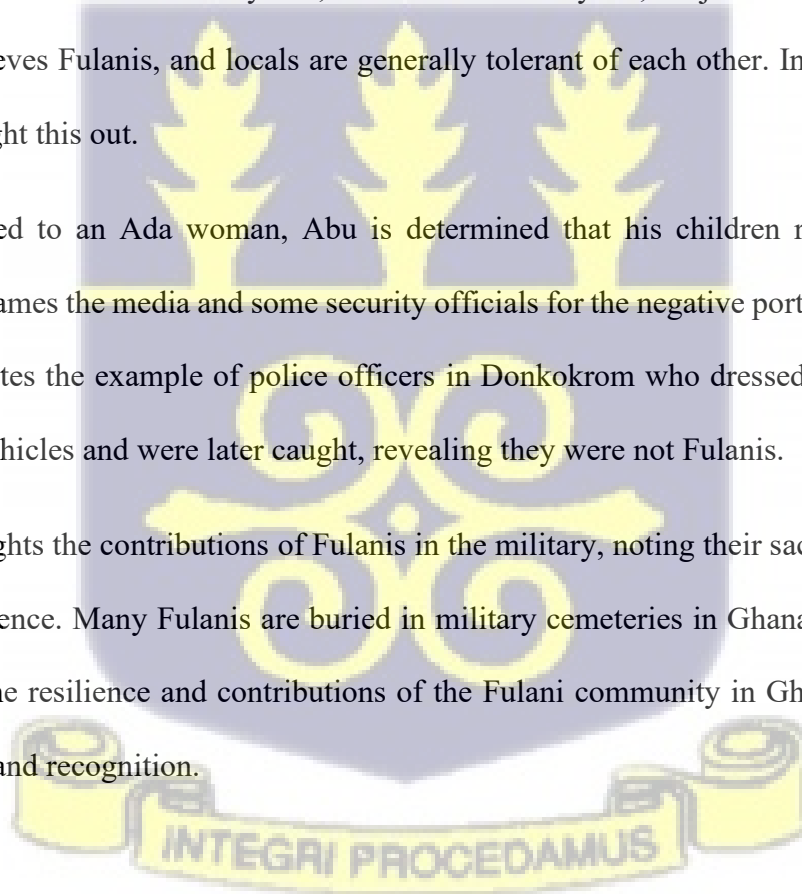 eves Fulanis, and locals are generally tolerant of each other. In
ght this out.
ed to an Ada woman, Abu is determined that his children
ames the media and some security officials for the negative port
tes the example of police officers in Donkokrom who dressed
hicles and were later caught, revealing they were not Fulanis.
ghts the contributions of Fulanis in the military, noting their sac
ence. Many Fulanis are buried in military cemeteries in Ghana
ne resilience and contributions of the Fulani community in Gh
and recognition.
INTEGRI PROCEDAMUS